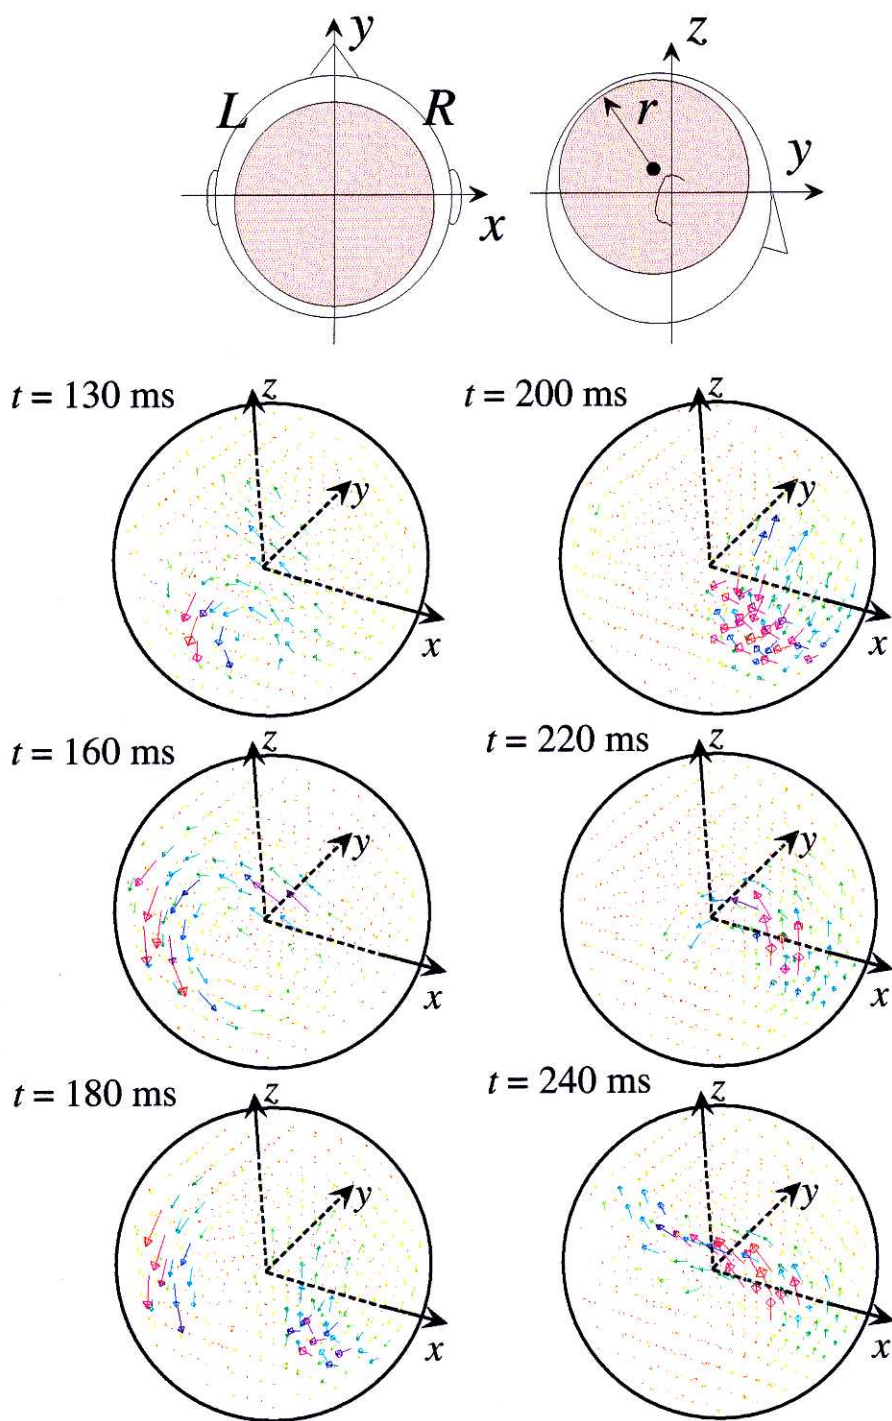 y
L
R
x
z
r
y
t = 130 ms
z
y
x
t = 200 ms
z
y
x
t = 160 ms
z
y
x
t = 220 ms
z
y
x
t = 180 ms
z
y
x
t = 240 ms
z
y
x